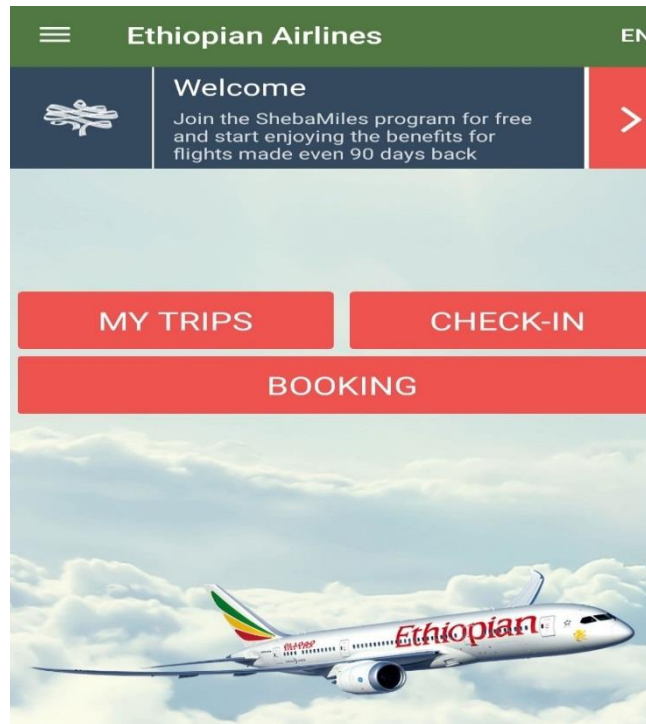 Ethiopian Airlines
EN
Welcome
Join the ShebaMiles program for free
and start enjoying the benefits for
flights made even 90 days back
MY TRIPS
CHECK-IN
BOOKING
Ethiopian